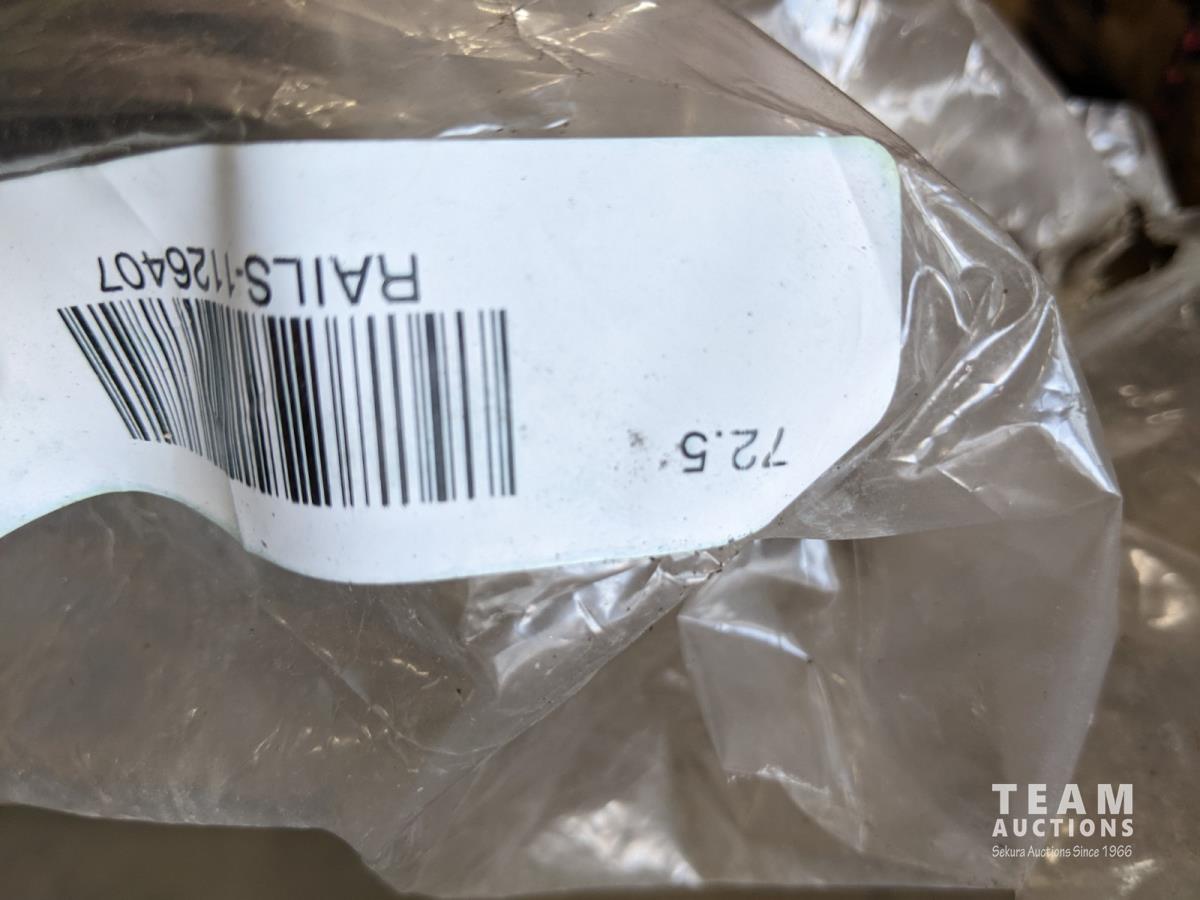 72.5
RAILS-1126407
TEAM
AUCTIONS
Sekura Auctions Since 1966